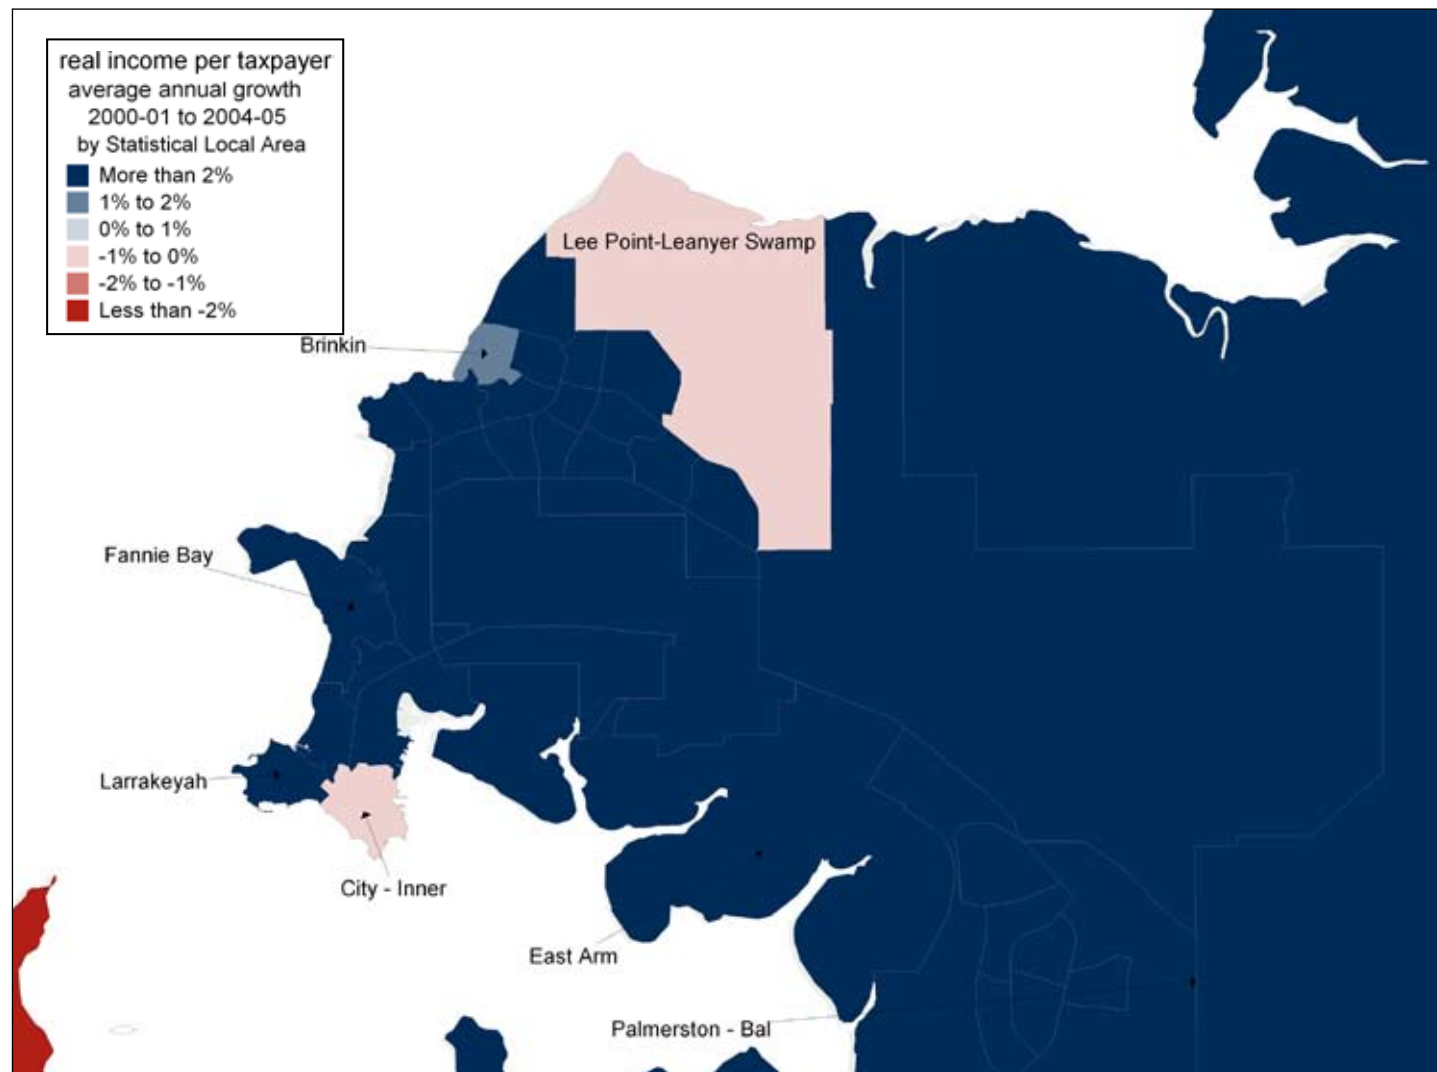 real income per taxpayer
average annual growth
2000-01 to 2004-05
by Statistical Local Area
More than 2%
1% to 2%
0% to 1%
-1% to 0%
-2% to -1%
Less than -2%
Lee Point-Leanyer Swamp
Brinkin
Fannie Bay
Larrakeyah
City - Inner
East Arm
Palmerston - Bal